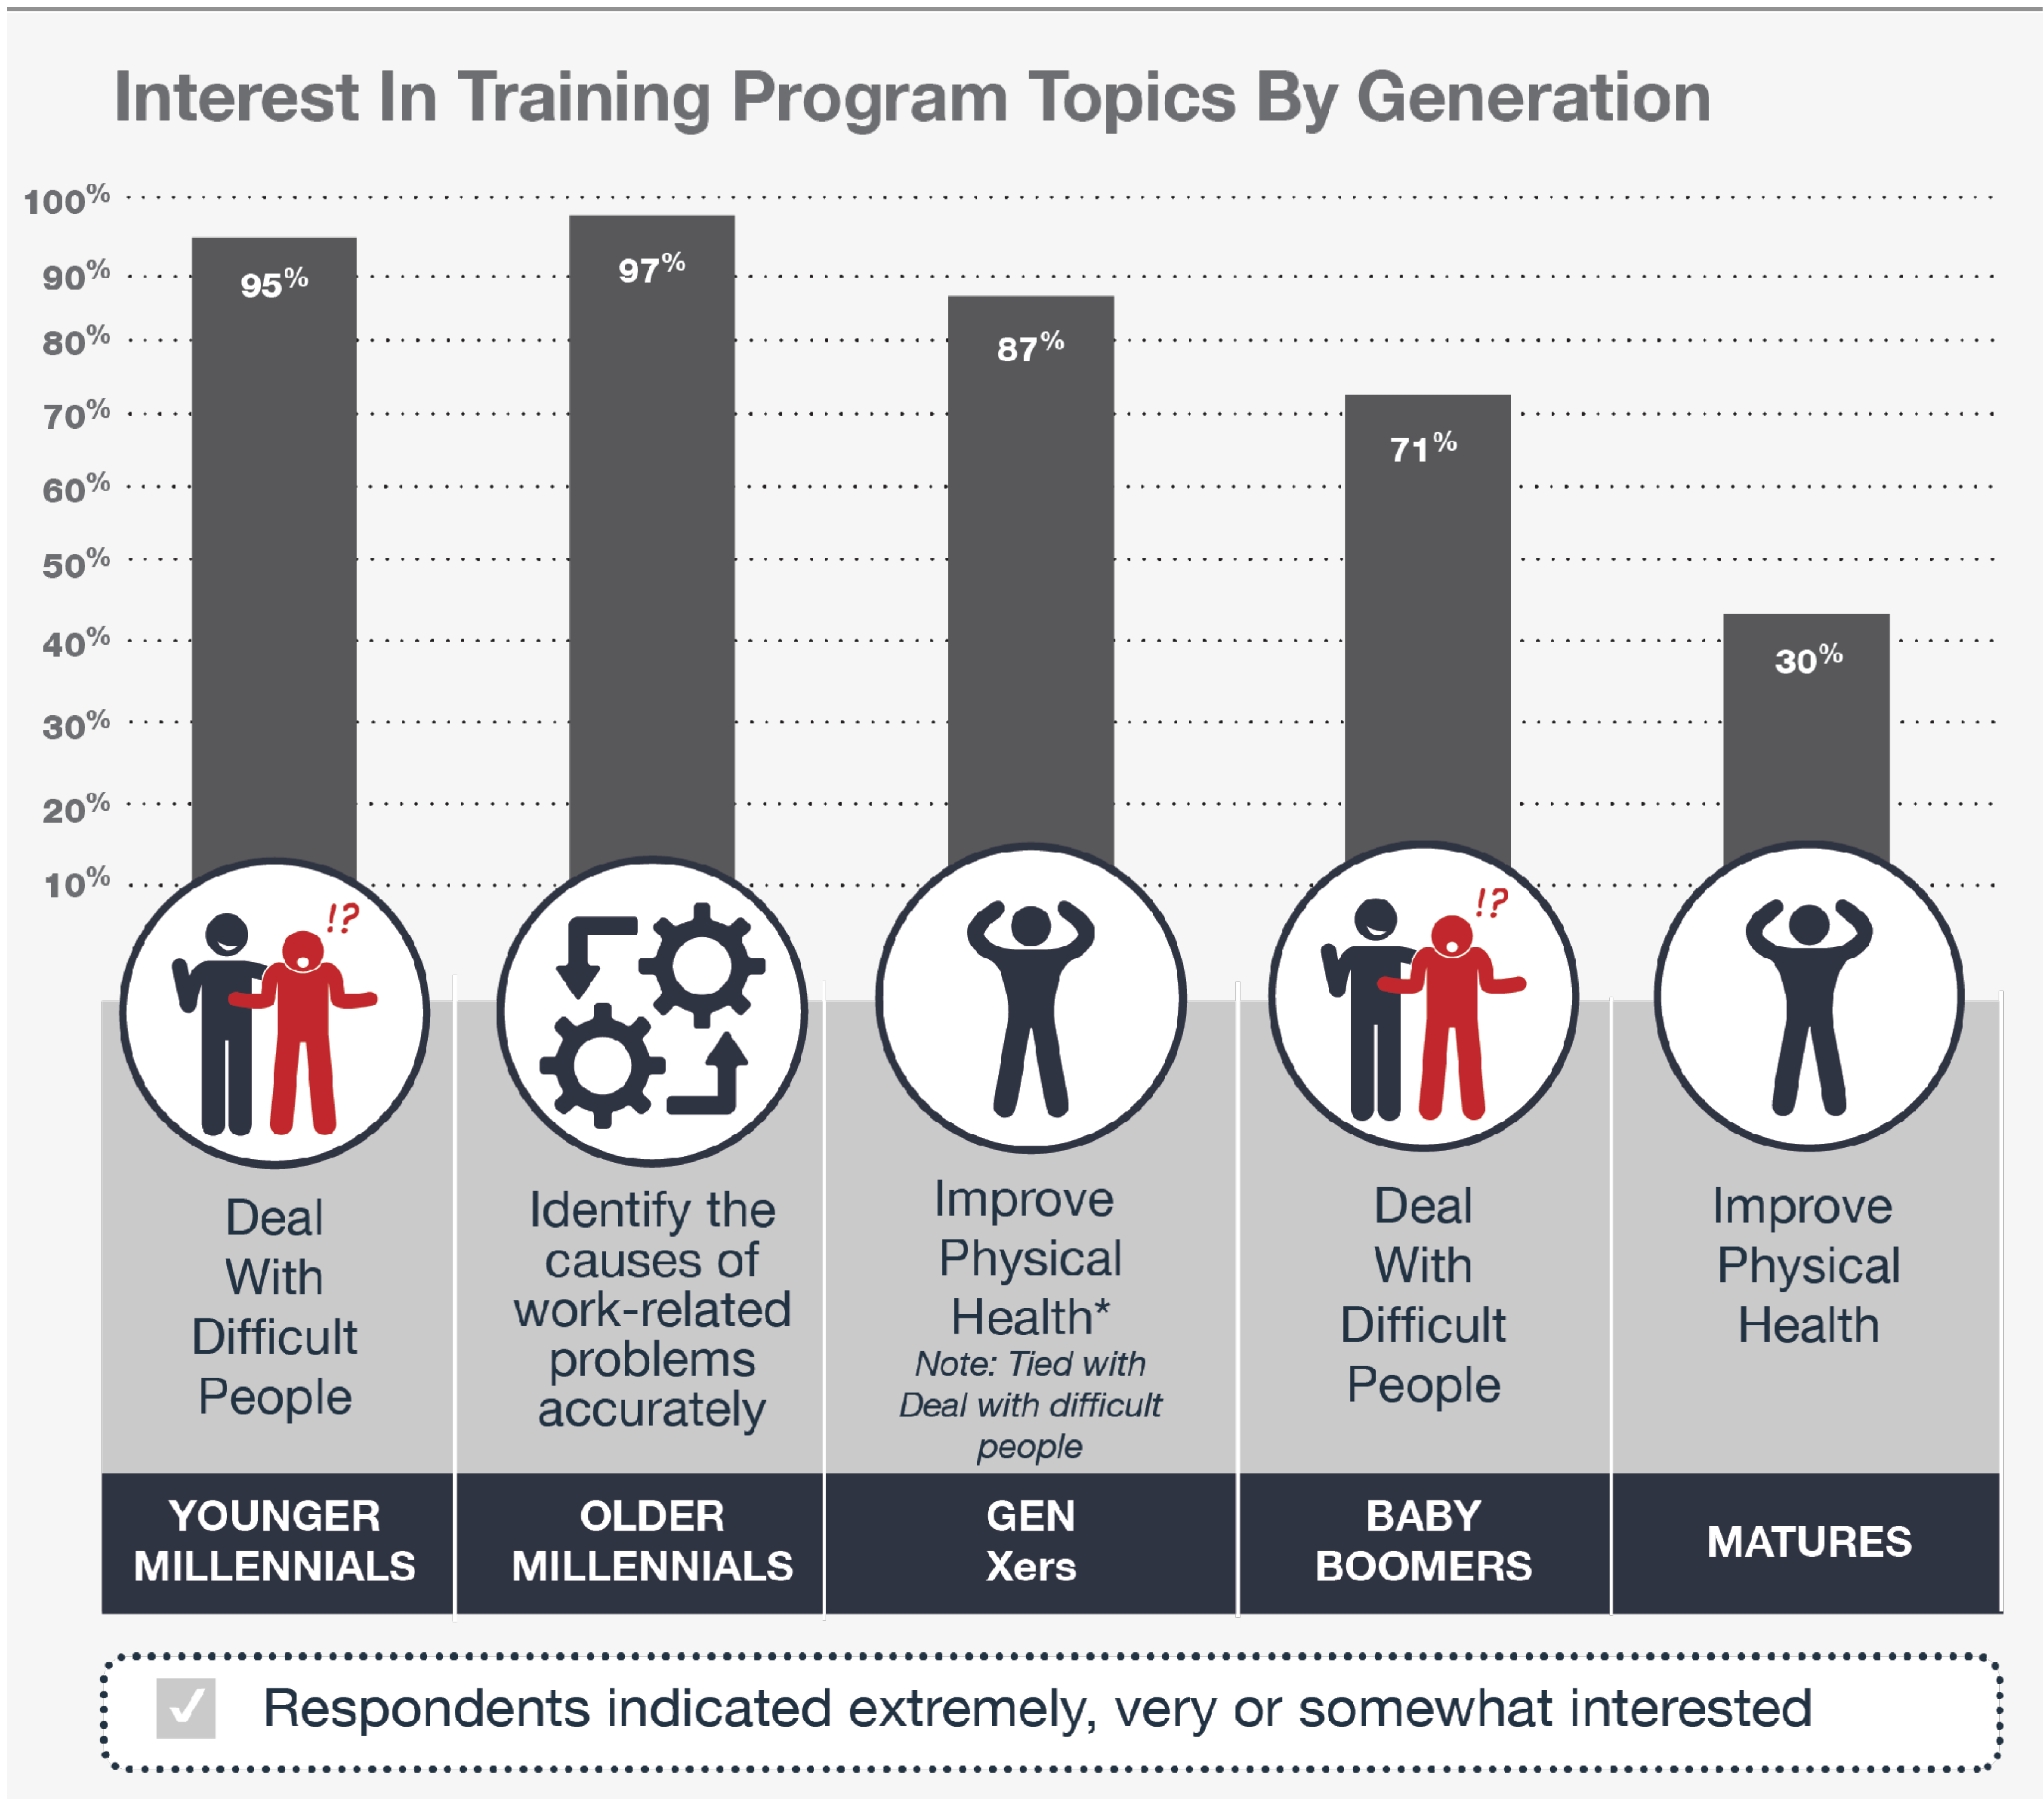 Interest In Training Program Topics By Generation
100%
90%
80%
70%
60%
50%
40%
30%
20%
10%
95%
97%
87%
71%
30%
!?
!?
Deal
With
Difficult
People
Identify the
causes of
work-related
problems
accurately
Improve
Physical
Health*
Note: Tied with
Deal with difficult
people
Deal
With
Difficult
People
Improve
Physical
Health
YOUNGER
MILLENNIALS
OLDER
MILLENNIALS
GEN
Xers
BABY
BOOMERS
MATURES
Respondents indicated extremely, very or somewhat interested